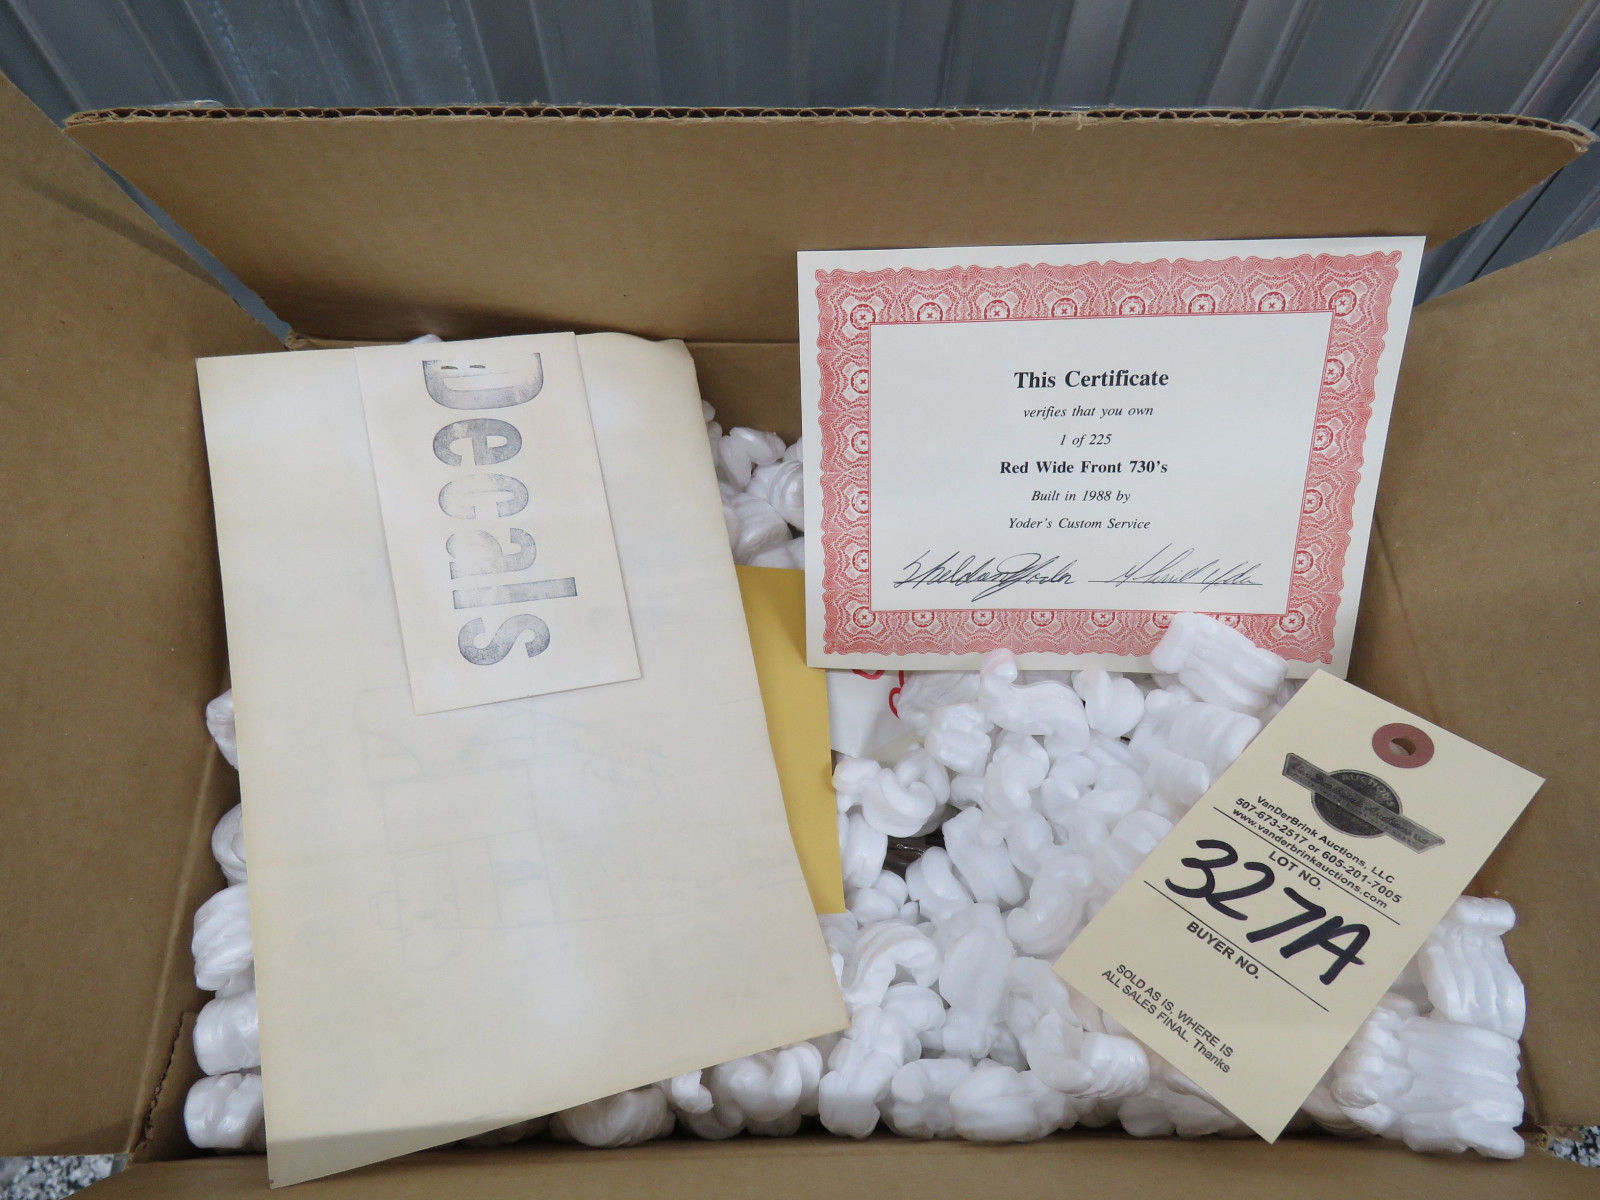 Decals
This Certificate
verifies that you own
1 of 225
Red Wide Front 730's
Built in 1988 by
Yoder's Custom Service
AUCTIONS
VanDerBrink Auctions, LLC
507-673-2517 or 605-201-7005
www.vanderbrinkauctions.com
LOT NO.
327A
BUYER NO.
SOLD AS IS, WHERE IS
ALL SALES FINAL. Thanks